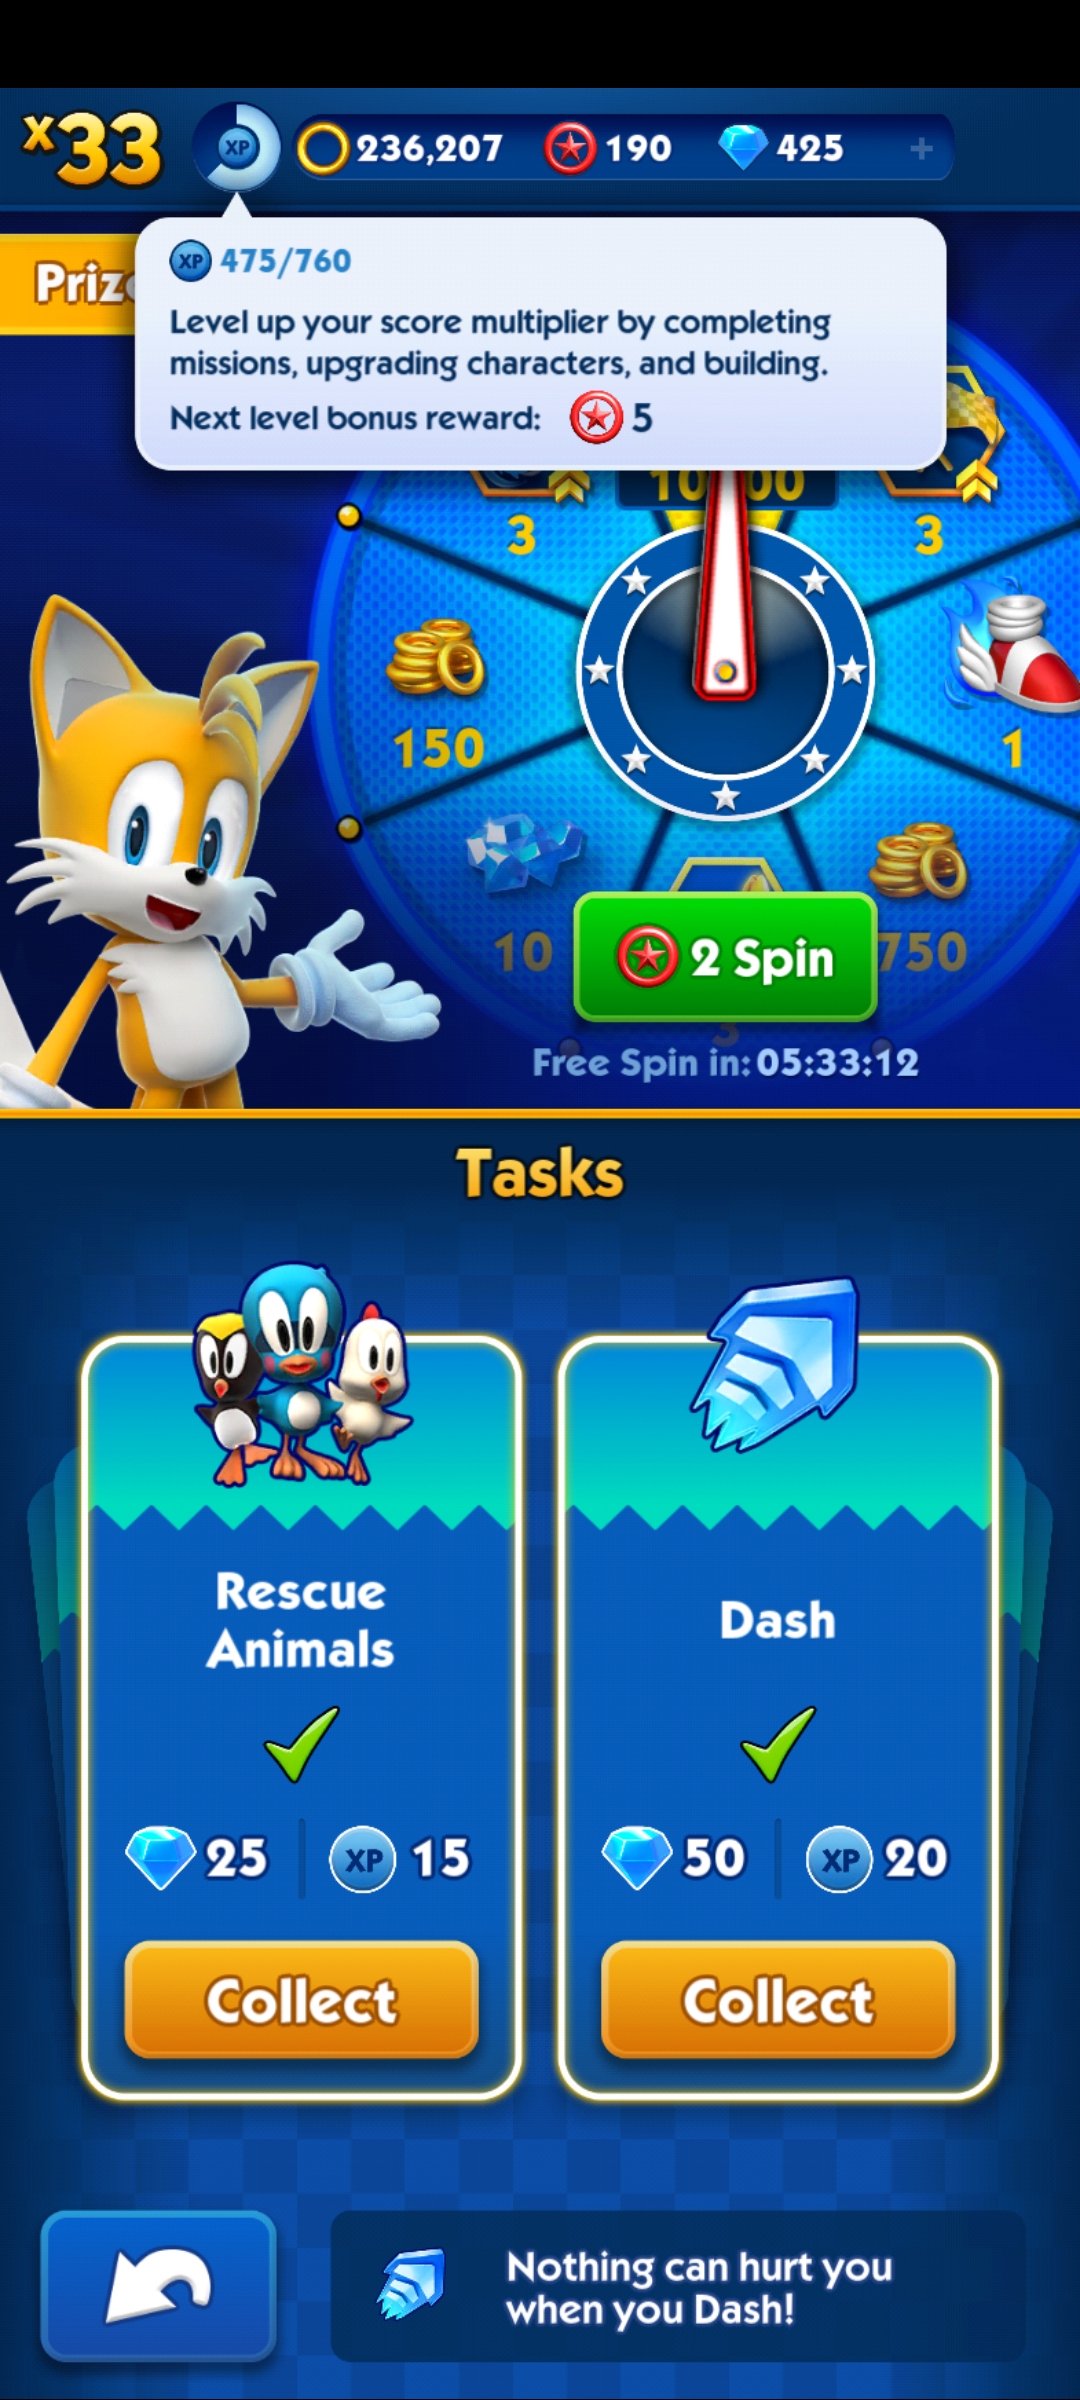 x33
XP
236,207
190
425
+
XP 475/760
Level up your score multiplier by completing
missions, upgrading characters, and building.
Next level bonus reward: 5
3
3
150
1
10
750
2 Spin
3
Free Spin in: 05:33:12
Tasks
Rescue
Animals
25
XP 15
Collect
Dash
50
XP 20
Collect
Nothing can hurt you
when you Dash!